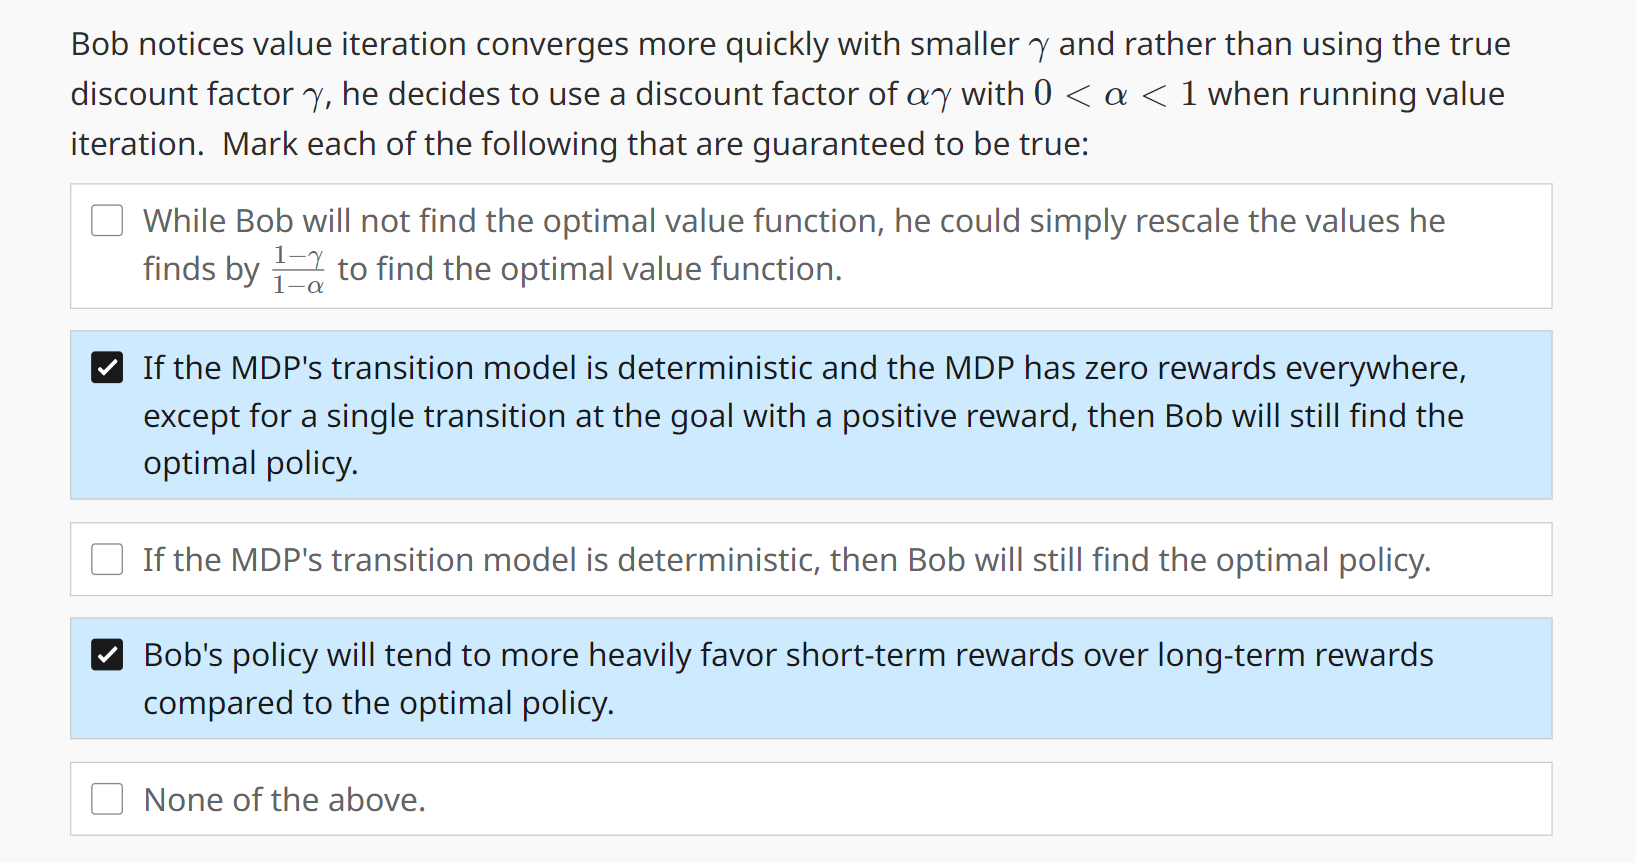 Bob notices value iteration converges more quickly with smaller γ and rather than using the true
discount factor γ, he decides to use a discount factor of αγ with 0 < α < 1 when running value
iteration. Mark each of the following that are guaranteed to be true:
While Bob will not find the optimal value function, he could simply rescale the values he
finds by \frac{1-γ}{1-α} to find the optimal value function.
If the MDP's transition model is deterministic and the MDP has zero rewards everywhere,
except for a single transition at the goal with a positive reward, then Bob will still find the
optimal policy.
If the MDP's transition model is deterministic, then Bob will still find the optimal policy.
Bob's policy will tend to more heavily favor short-term rewards over long-term rewards
compared to the optimal policy.
None of the above.